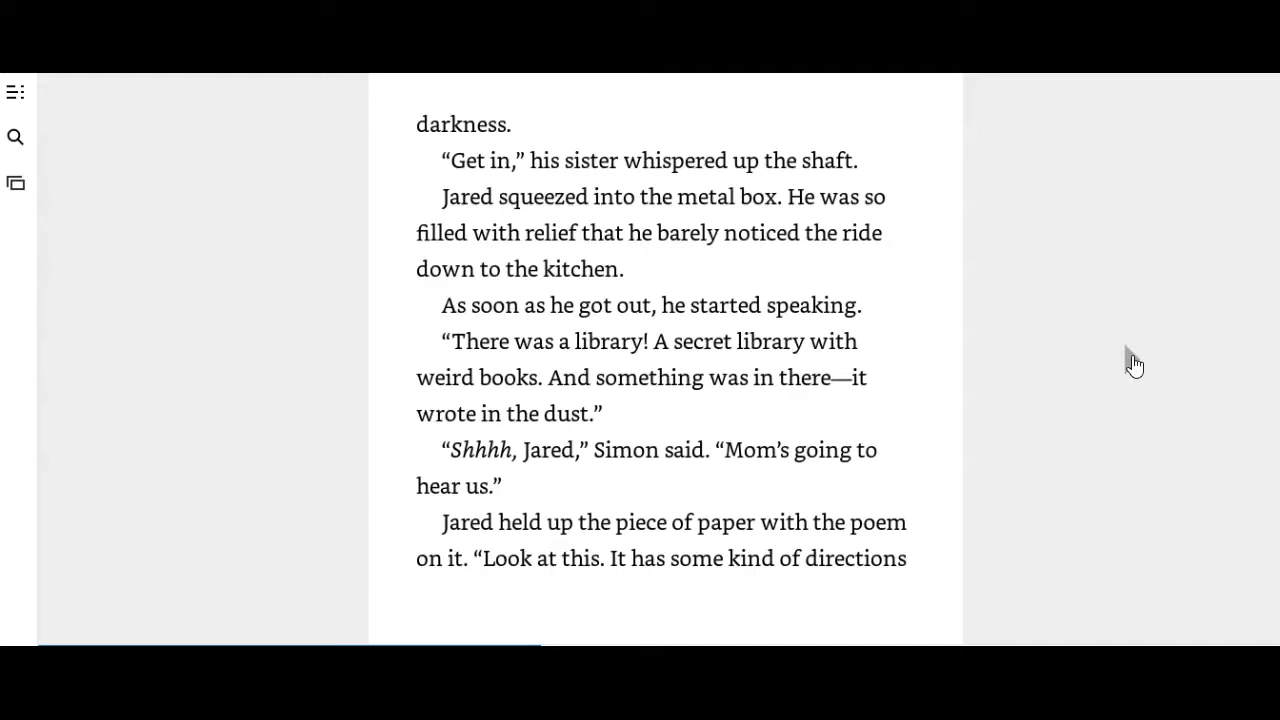 darkness.
“Get in,” his sister whispered up the shaft.
Jared squeezed into the metal box. He was so
filled with relief that he barely noticed the ride
down to the kitchen.
As soon as he got out, he started speaking.
“There was a library! A secret library with
weird books. And something was in there—it
wrote in the dust.”
“Shhhh, Jared,” Simon said. “Mom’s going to
hear us.”
Jared held up the piece of paper with the poem
on it. “Look at this. It has some kind of directions